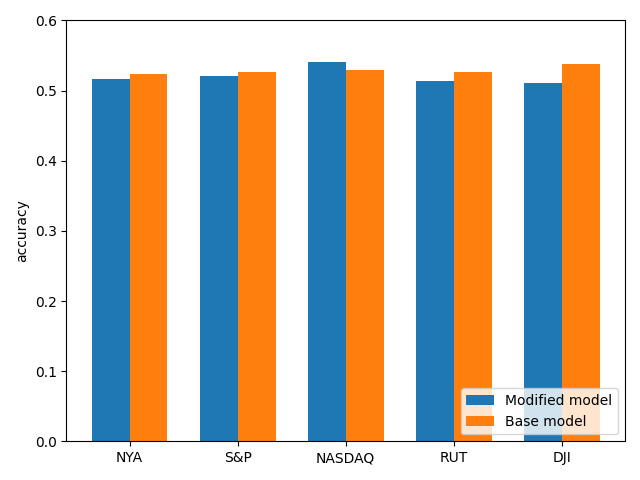 0.6
0.5
0.4
0.3
0.2
0.1
0.0
accuracy
NYA
S&P
NASDAQ
RUT
DJI
Modified model
Base model